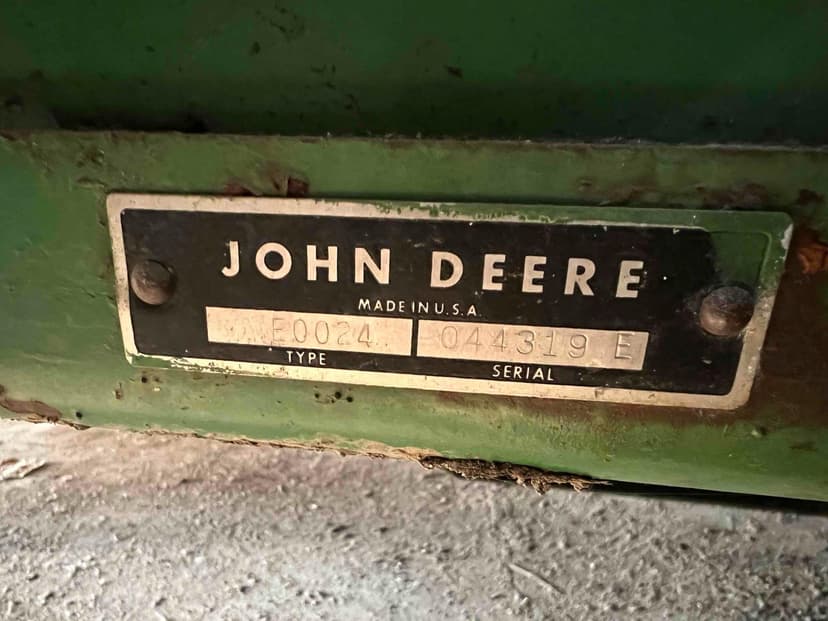 JOHN DEERE
MADE IN U.S.A.
E0024 044319 E
TYPE SERIAL